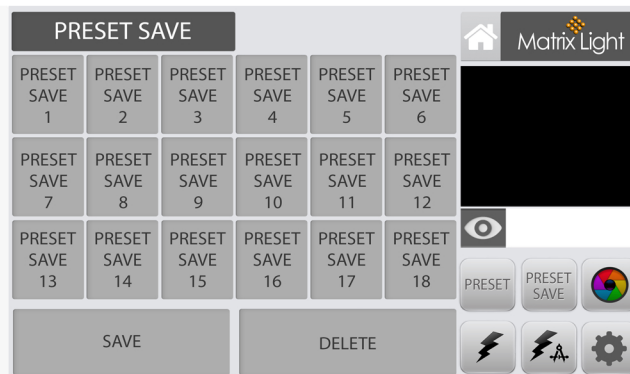 PRESET SAVE
Matrix Light
PRESET SAVE 1
PRESET SAVE 2
PRESET SAVE 3
PRESET SAVE 4
PRESET SAVE 5
PRESET SAVE 6
PRESET SAVE 7
PRESET SAVE 8
PRESET SAVE 9
PRESET SAVE 10
PRESET SAVE 11
PRESET SAVE 12
PRESET SAVE 13
PRESET SAVE 14
PRESET SAVE 15
PRESET SAVE 16
PRESET SAVE 17
PRESET SAVE 18
SAVE
DELETE
PRESET
PRESET SAVE